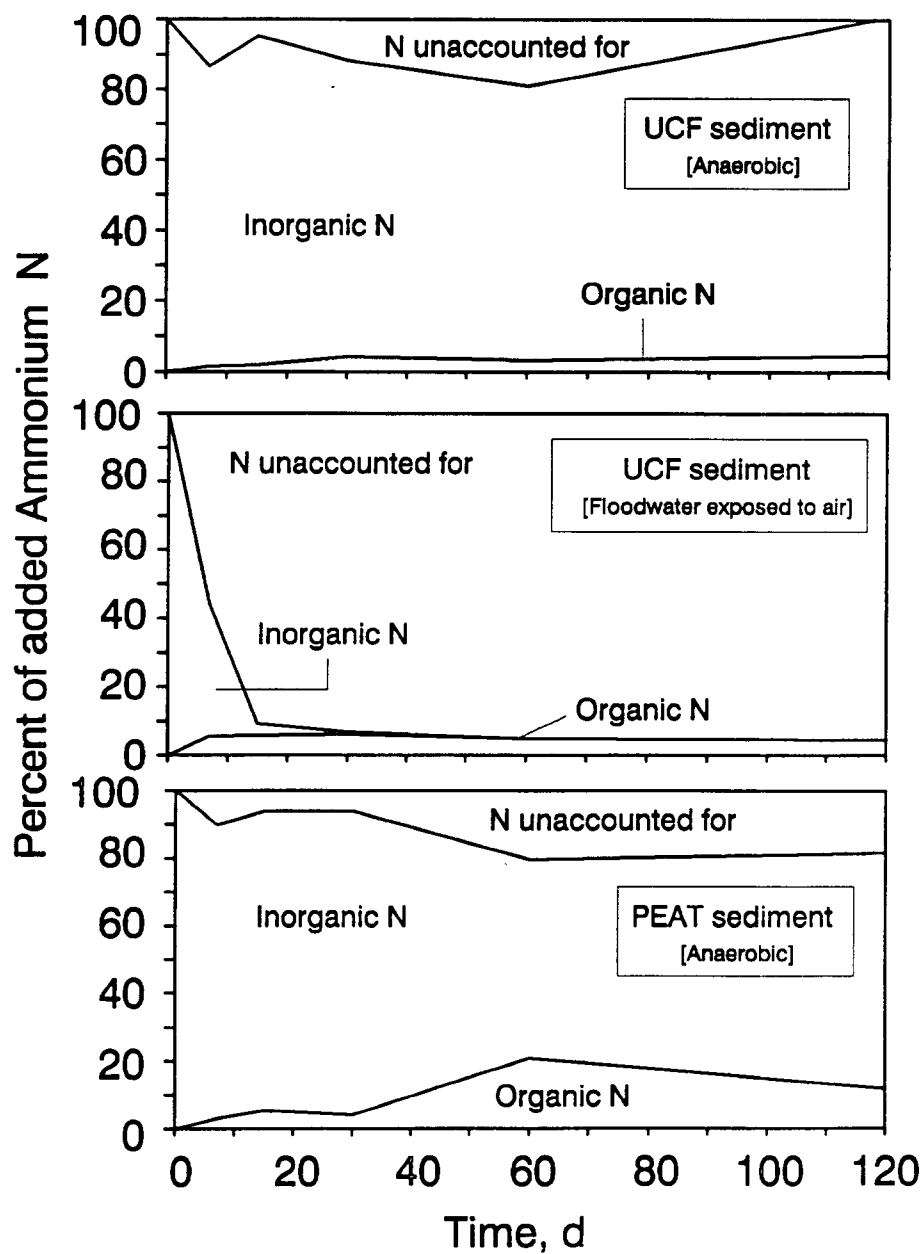 Percent of added Ammonium N
100
80
60
40
20
0
N unaccounted for
UCF sediment
[Anaerobic]
Inorganic N
Organic N
100
80
60
40
20
0
N unaccounted for
UCF sediment
[Floodwater exposed to air]
Inorganic N
Organic N
100
80
60
40
20
0
N unaccounted for
Inorganic N
PEAT sediment
[Anaerobic]
Organic N
0 20 40 60 80 100 120
Time, d